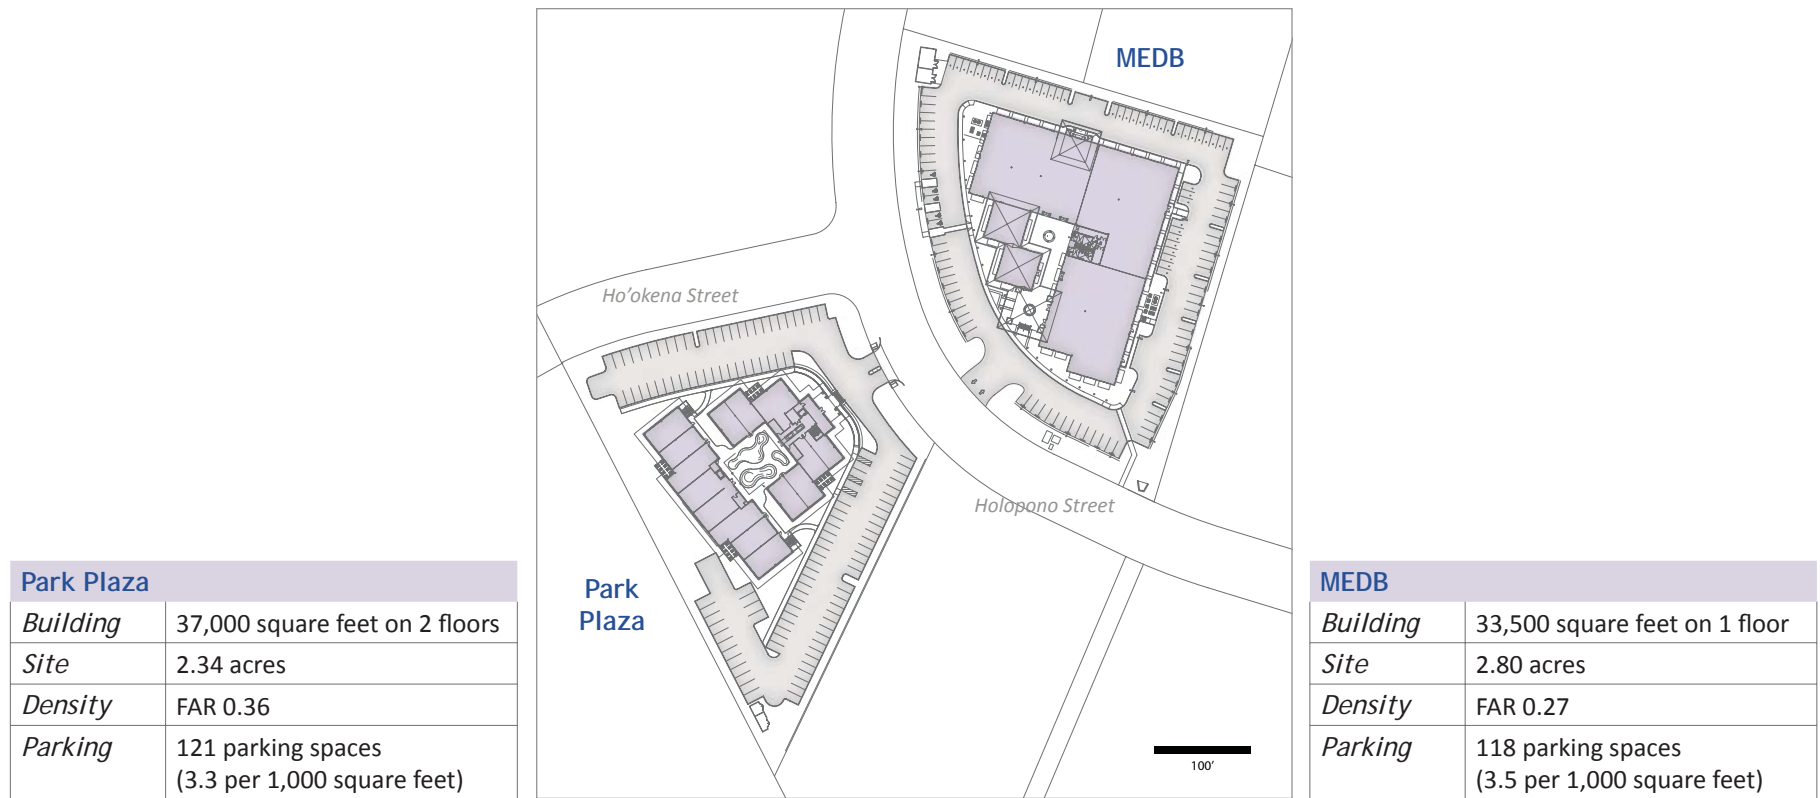 MEDB
Ho'okena Street
Holopono Street
Park
Plaza
100'
Park Plaza
Building 37,000 square feet on 2 floors
Site 2.34 acres
Density FAR 0.36
Parking 121 parking spaces
(3.3 per 1,000 square feet)
MEDB
Building 33,500 square feet on 1 floor
Site 2.80 acres
Density FAR 0.27
Parking 118 parking spaces
(3.5 per 1,000 square feet)